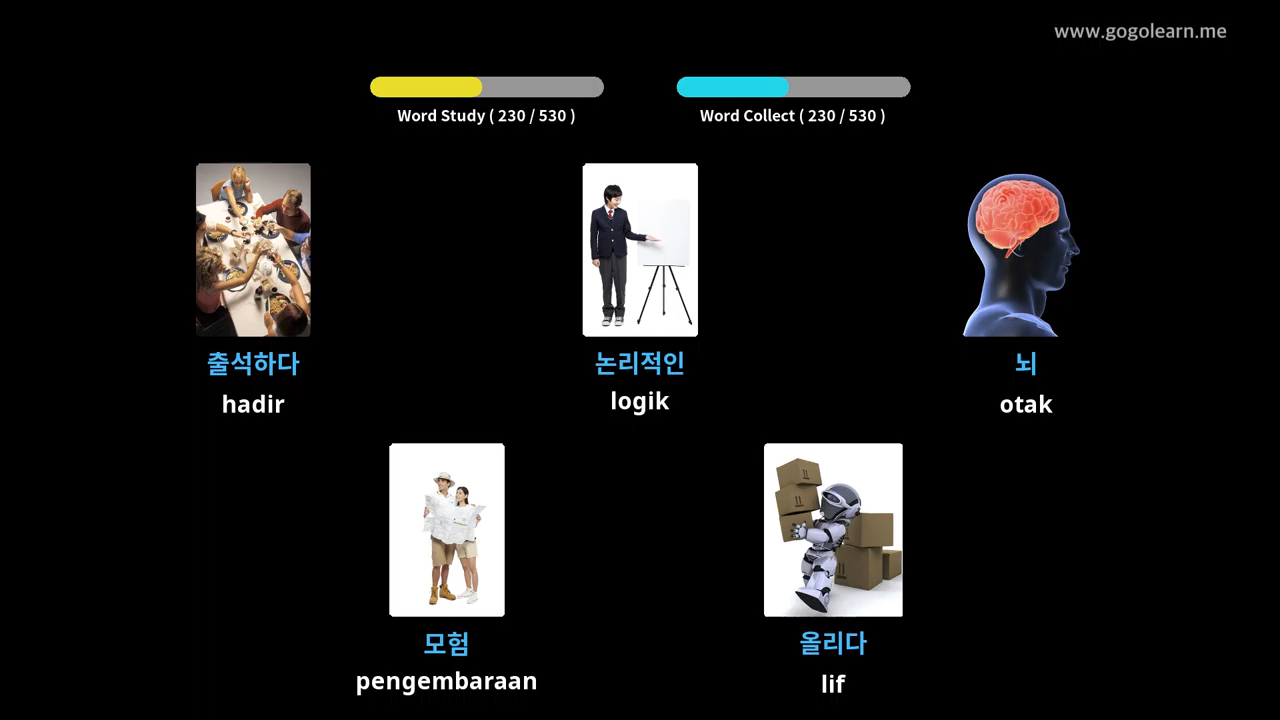 www.gogolearn.me
Word Study ( 230 / 530 )
Word Collect ( 230 / 530 )
출석하다
hadir
논리적인
logik
뇌
otak
모험
pengembaraan
올리다
lif